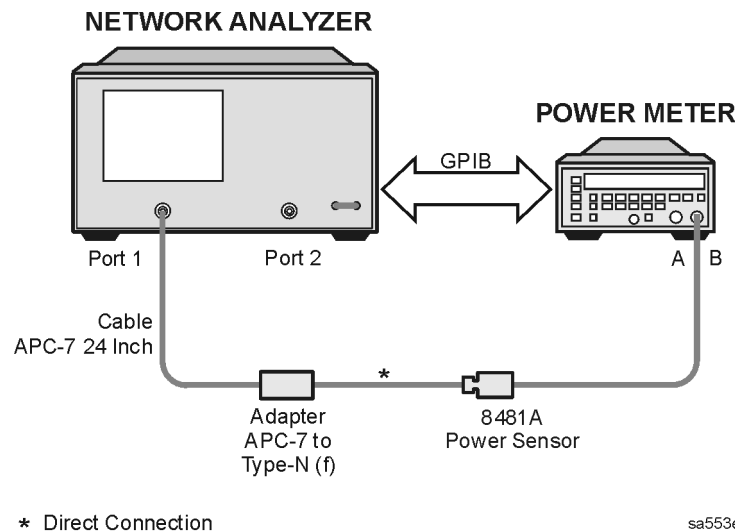 NETWORK ANALYZER
POWER METER
GPIB
Port 1
Port 2
A
B
Cable
APC-7 24 Inch
*
Adapter
APC-7 to
Type-N (f)
8481A
Power Sensor
* Direct Connection
sa553e